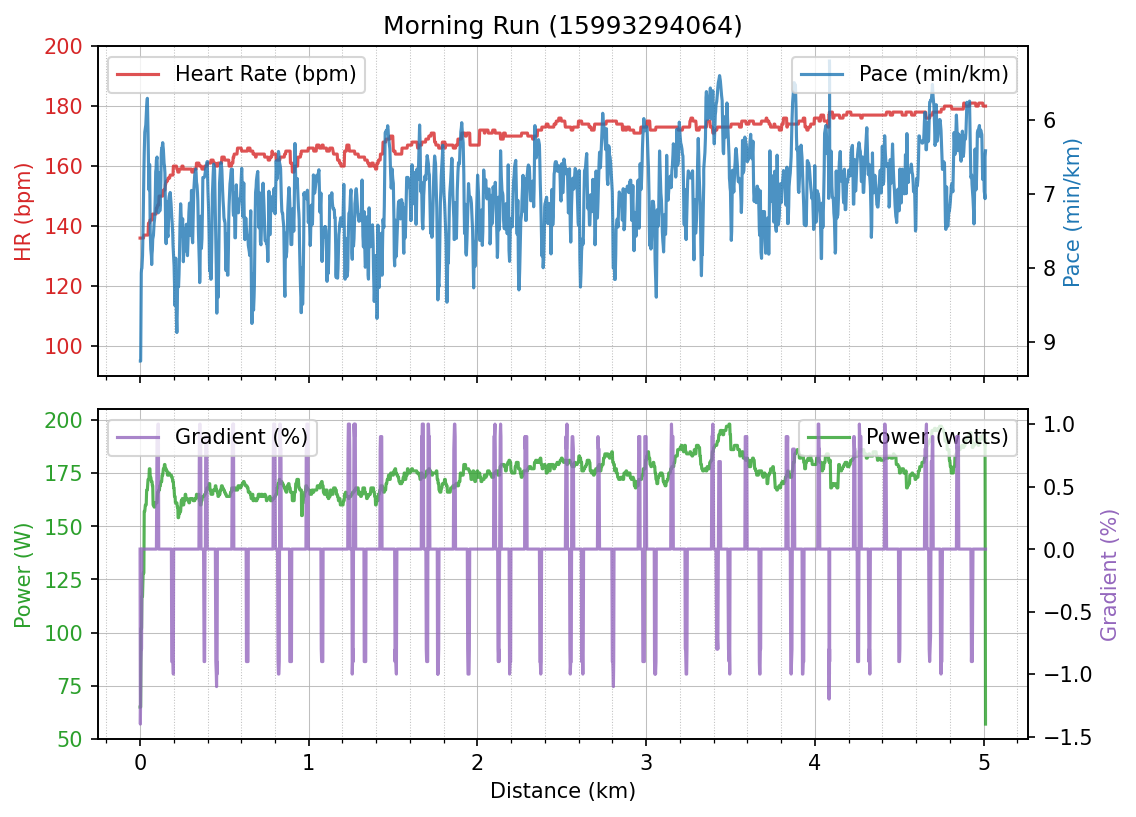 Morning Run (15993294064)
Heart Rate (bpm)
Pace (min/km)
HR (bpm)
200
180
160
140
120
100
Pace (min/km)
6
7
8
9
Gradient (%)
Power (watts)
Power (W)
200
175
150
125
100
75
50
Gradient (%)
1.0
0.5
0.0
−0.5
−1.0
−1.5
0 1 2 3 4 5
Distance (km)